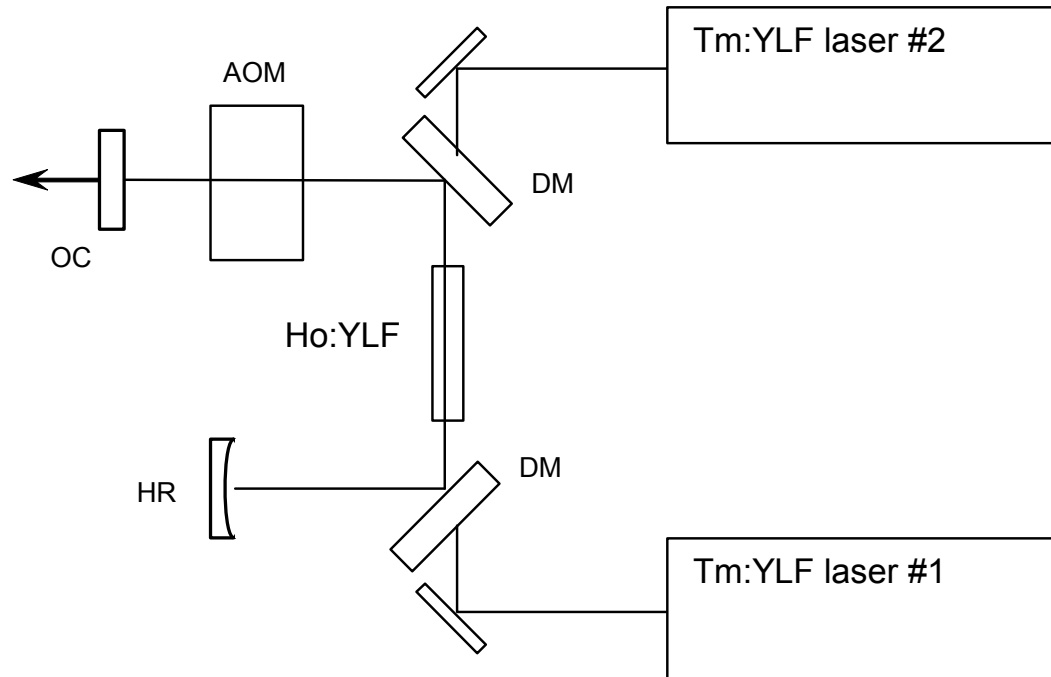 Tm:YLF laser #2
AOM
DM
OC
Ho:YLF
DM
HR
Tm:YLF laser #1